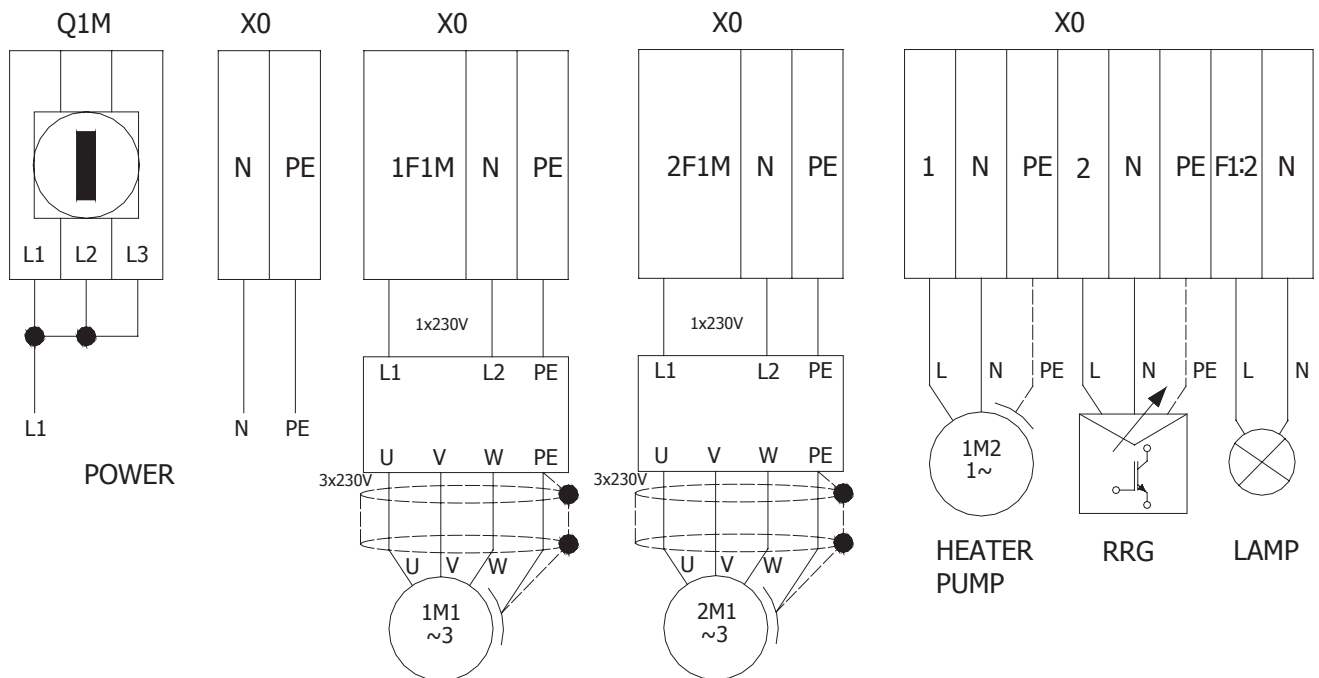 Q1M X0 X0 X0 X0
N PE 1F1M N PE 2F1M N PE 1 N PE 2 N PE F1:2 N
L1 L2 L3
1x230V 1x230V
L1 L2 PE L1 L2 PE L N PE L N PE L N
L1 N PE
POWER
U V W PE U V W PE
1M2
1~
3x230V 3x230V
HEATER
PUMP
RRG LAMP
U V W U V W
1M1
~3
2M1
~3